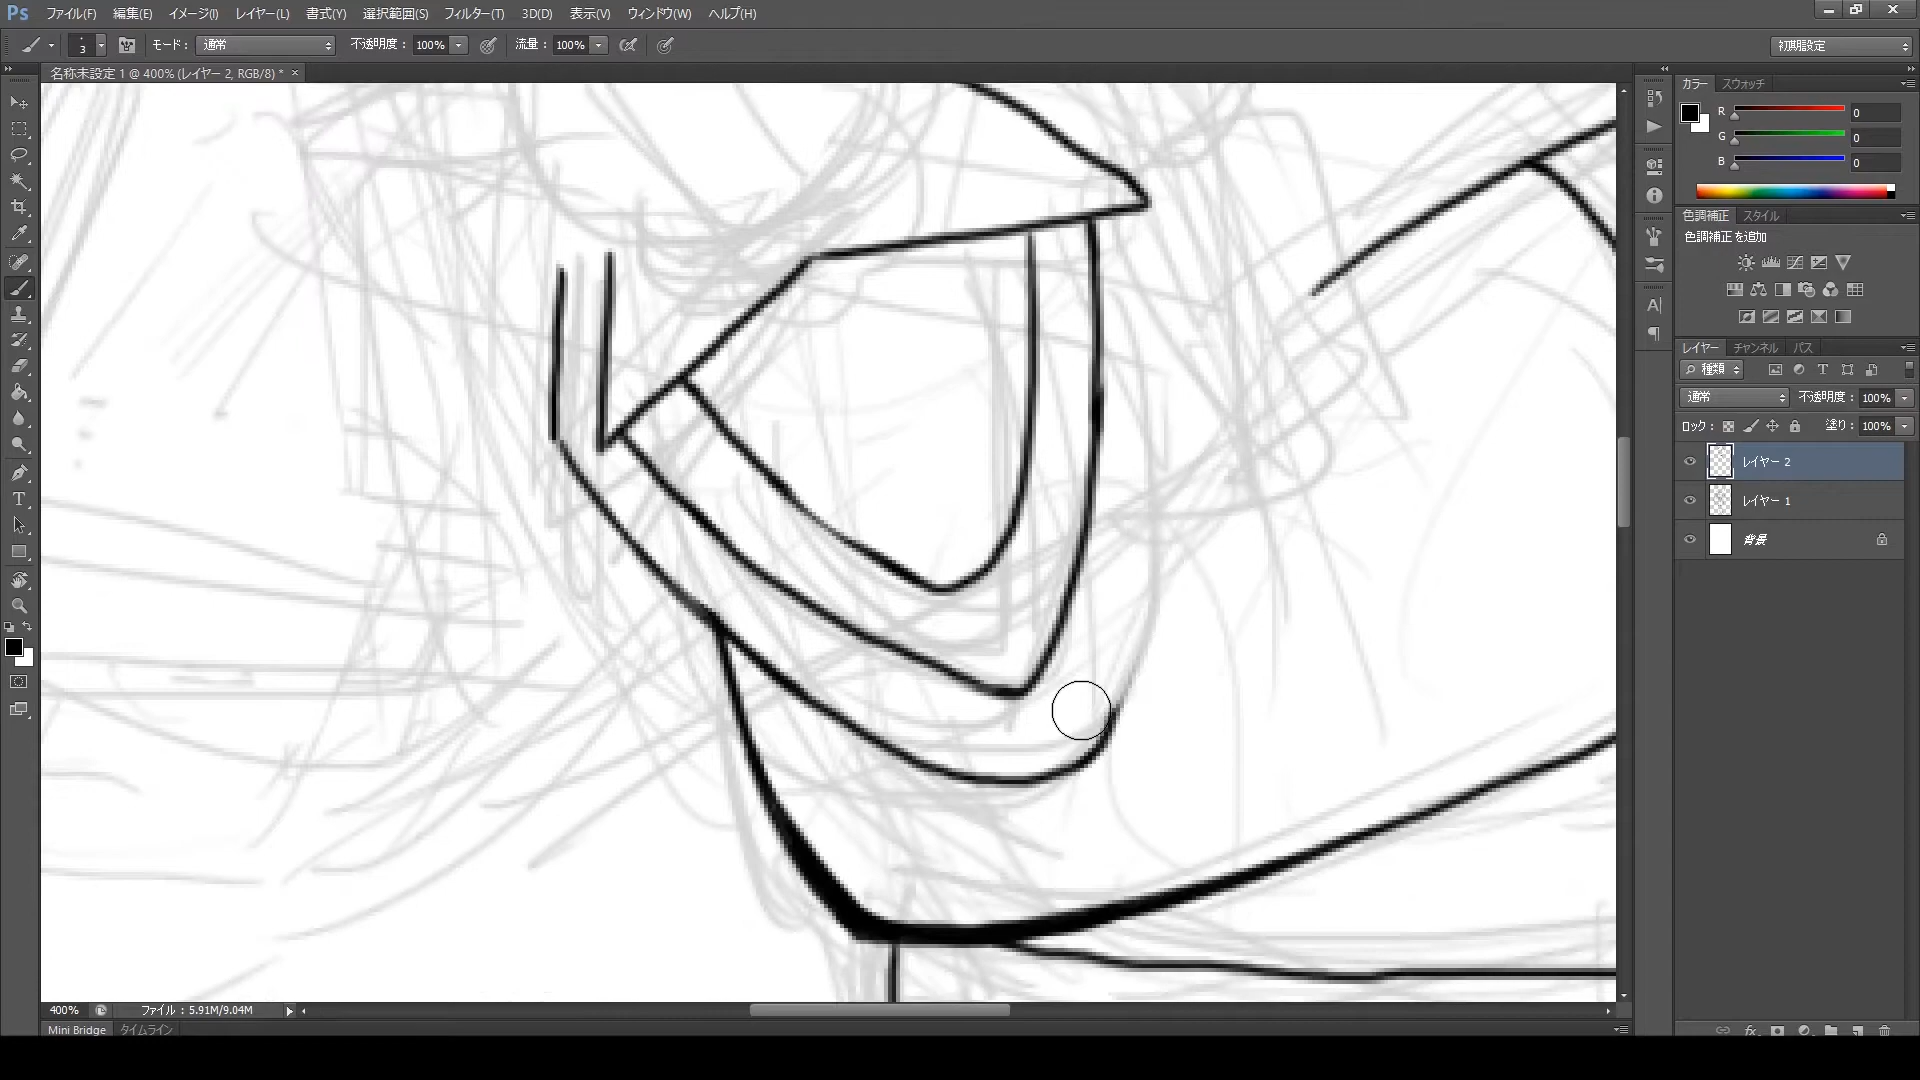 Ps ファイル(F) 編集(E) イメージ(I) レイヤー(L) 書式(Y) 選択範囲(S) フィルター(T) 3D(D) 表示(V) ウィンドウ(W) ヘルプ(H)
3 モード： 通常 不透明度： 100% 流量： 100% 初期設定
名称未設定 1 @ 400% (レイヤー 2, RGB/8) * ×
カラー スウォッチ
R 0
G 0
B 0
色調補正 スタイル
色調補正を追加
レイヤー チャンネル パス
種類
通常 不透明度： 100%
ロック： 塗り： 100%
レイヤー 2
レイヤー 1
背景
400% ファイル：5.91M/9.04M
Mini Bridge タイムライン